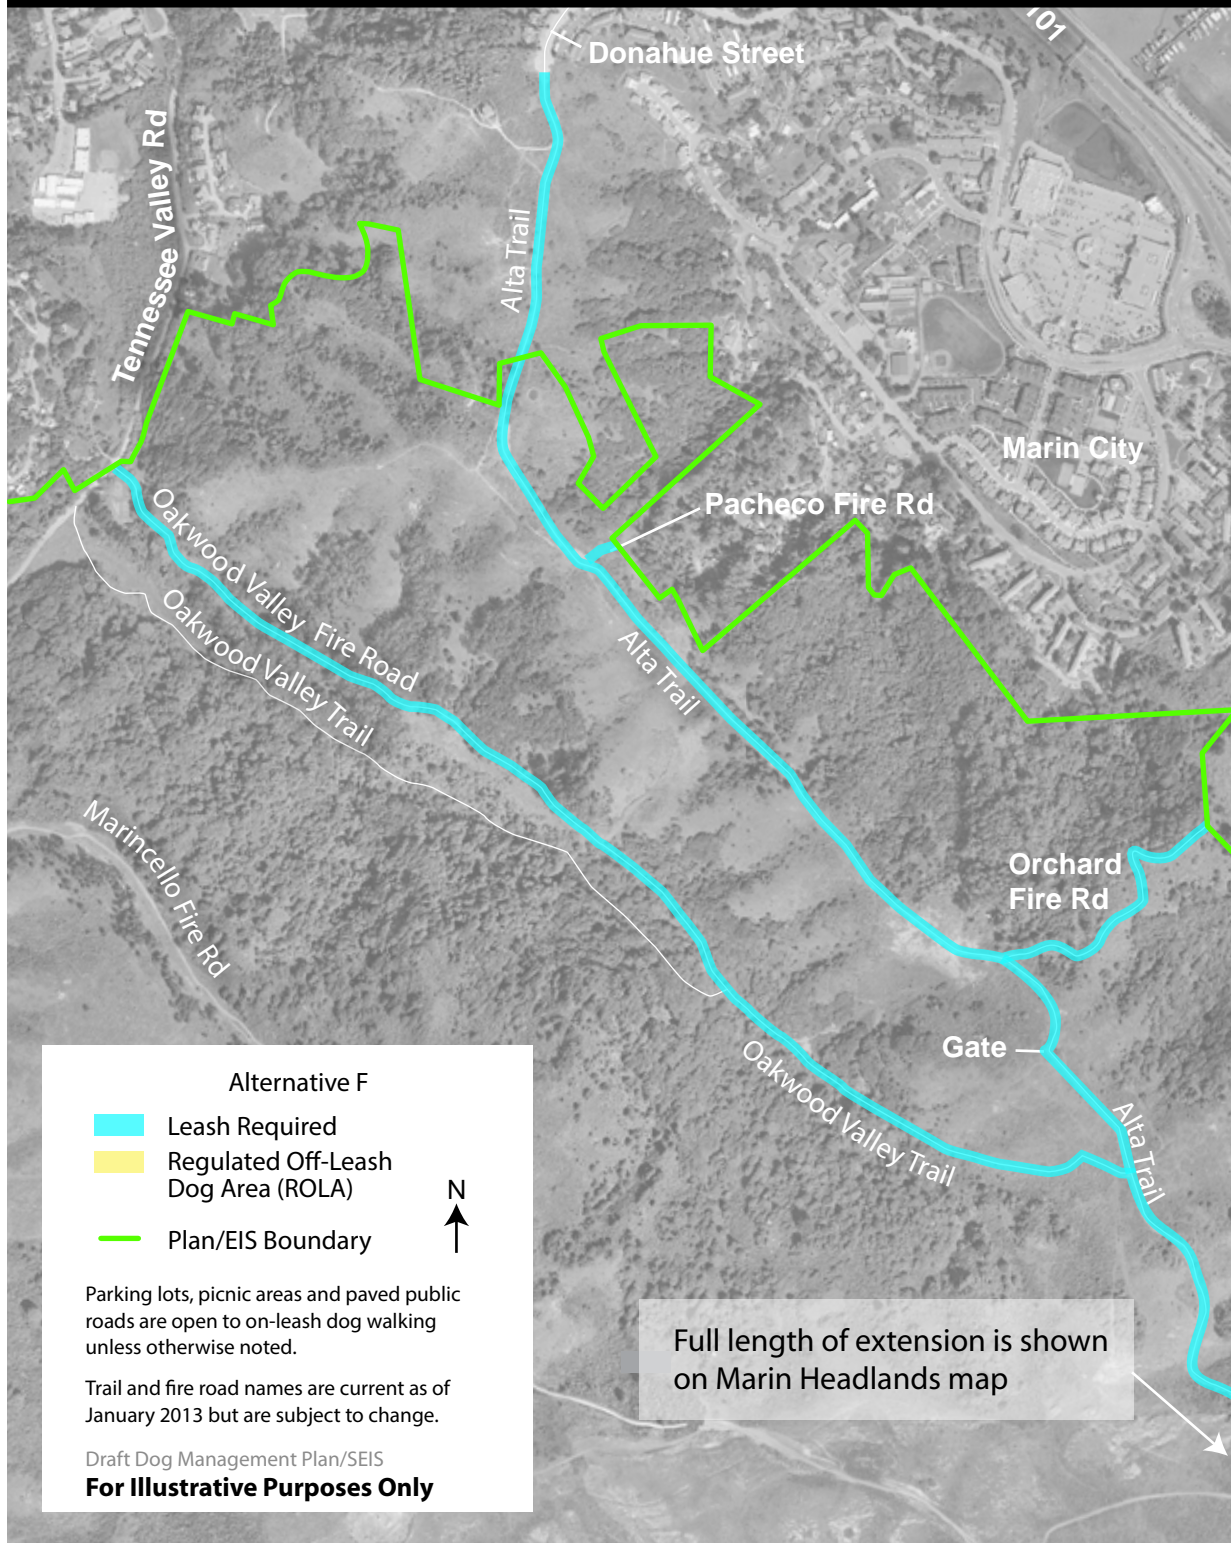 101
Donahue Street
Tennessee Valley Rd
Alta Trail
Marin City
Pacheco Fire Rd
Oakwood Valley Fire Road
Oakwood Valley Trail
Alta Trail
Marincello Fire Rd
Orchard
Fire Rd
Gate
Oakwood Valley Trail
Alta Trail
Alternative F
Leash Required
Regulated Off-Leash
Dog Area (ROLA)
N
Plan/EIS Boundary
Parking lots, picnic areas and paved public
roads are open to on-leash dog walking
unless otherwise noted.
Trail and fire road names are current as of
January 2013 but are subject to change.
Draft Dog Management Plan/SEIS
For Illustrative Purposes Only
Full length of extension is shown
on Marin Headlands map